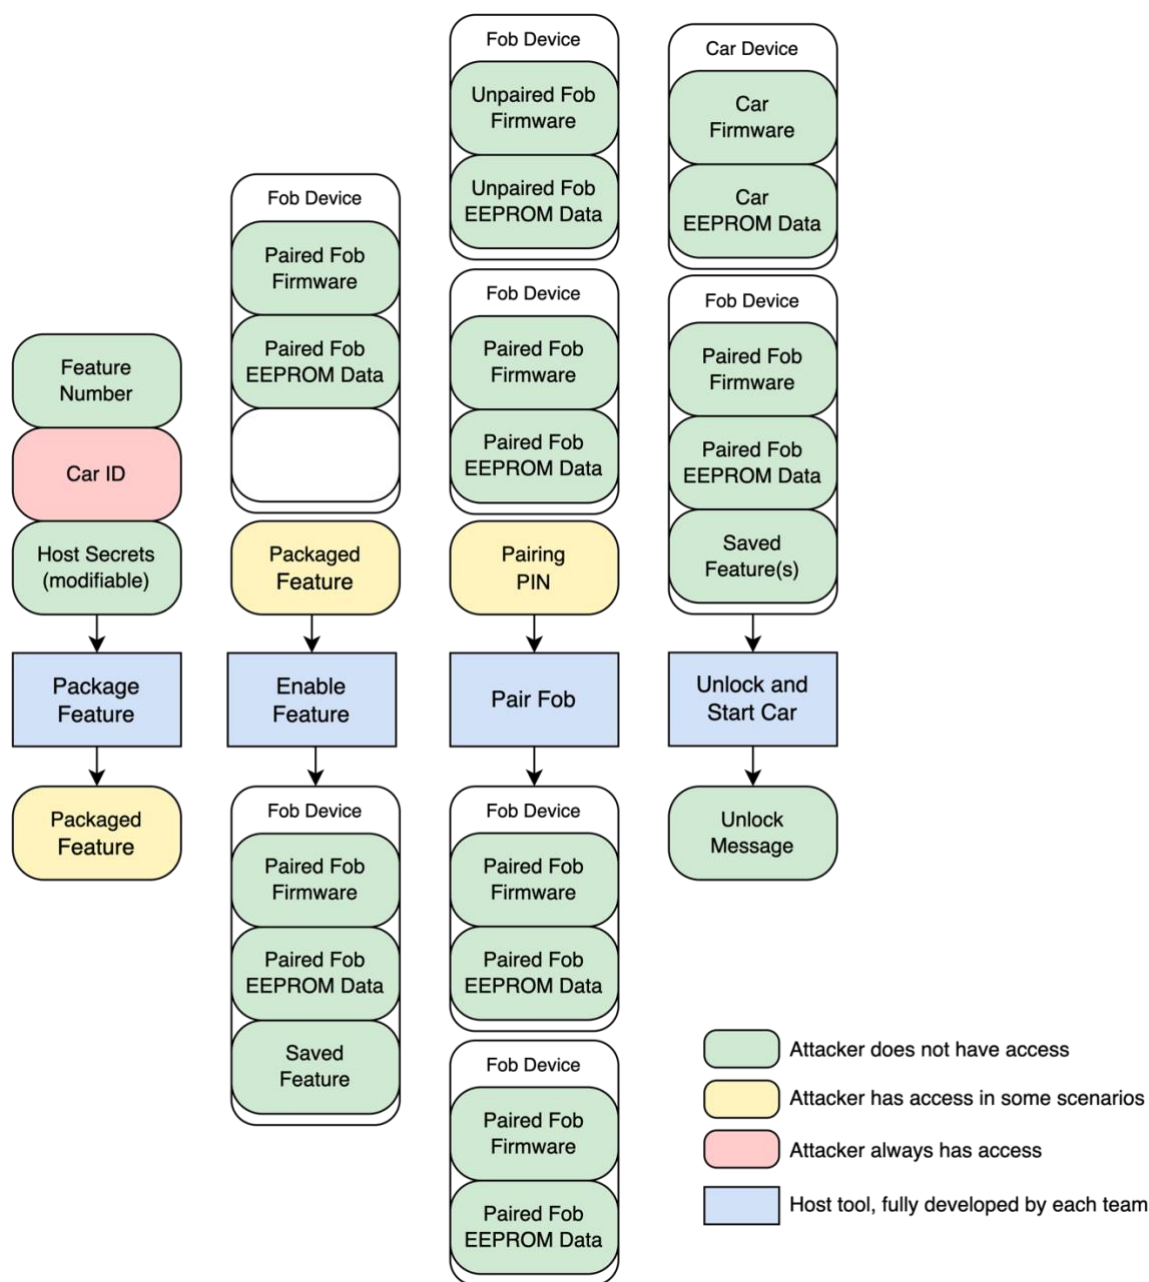 Feature
Number
Car ID
Host Secrets
(modifiable)
Package
Feature
Packaged
Feature
Fob Device
Paired Fob
Firmware
Paired Fob
EEPROM Data
Packaged
Feature
Enable
Feature
Fob Device
Paired Fob
Firmware
Paired Fob
EEPROM Data
Saved
Feature
Fob Device
Unpaired Fob
Firmware
Unpaired Fob
EEPROM Data
Fob Device
Paired Fob
Firmware
Paired Fob
EEPROM Data
Pairing
PIN
Pair Fob
Fob Device
Paired Fob
Firmware
Paired Fob
EEPROM Data
Fob Device
Paired Fob
Firmware
Paired Fob
EEPROM Data
Car Device
Car
Firmware
Car
EEPROM Data
Fob Device
Paired Fob
Firmware
Paired Fob
EEPROM Data
Saved
Feature(s)
Unlock and
Start Car
Unlock
Message
Attacker does not have access
Attacker has access in some scenarios
Attacker always has access
Host tool, fully developed by each team